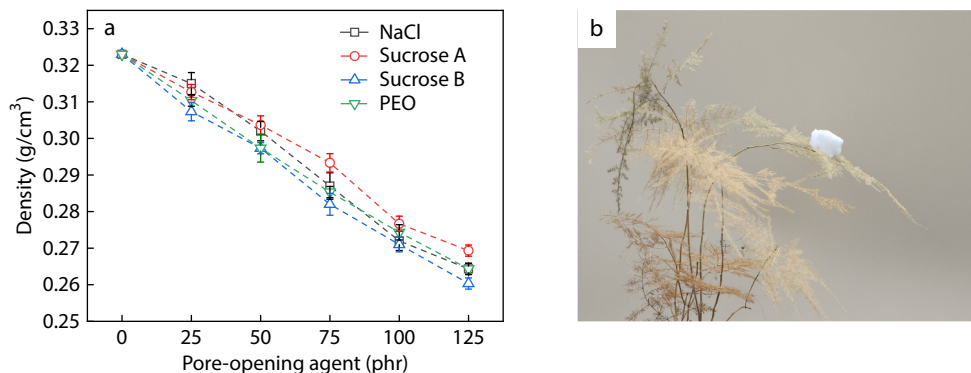 a
NaCl
Sucrose A
Sucrose B
PEO
0.33
0.32
0.31
0.30
0.29
0.28
0.27
0.26
0.25
Density (g/cm³)
0
25
50
75
100
125
Pore-opening agent (phr)
b